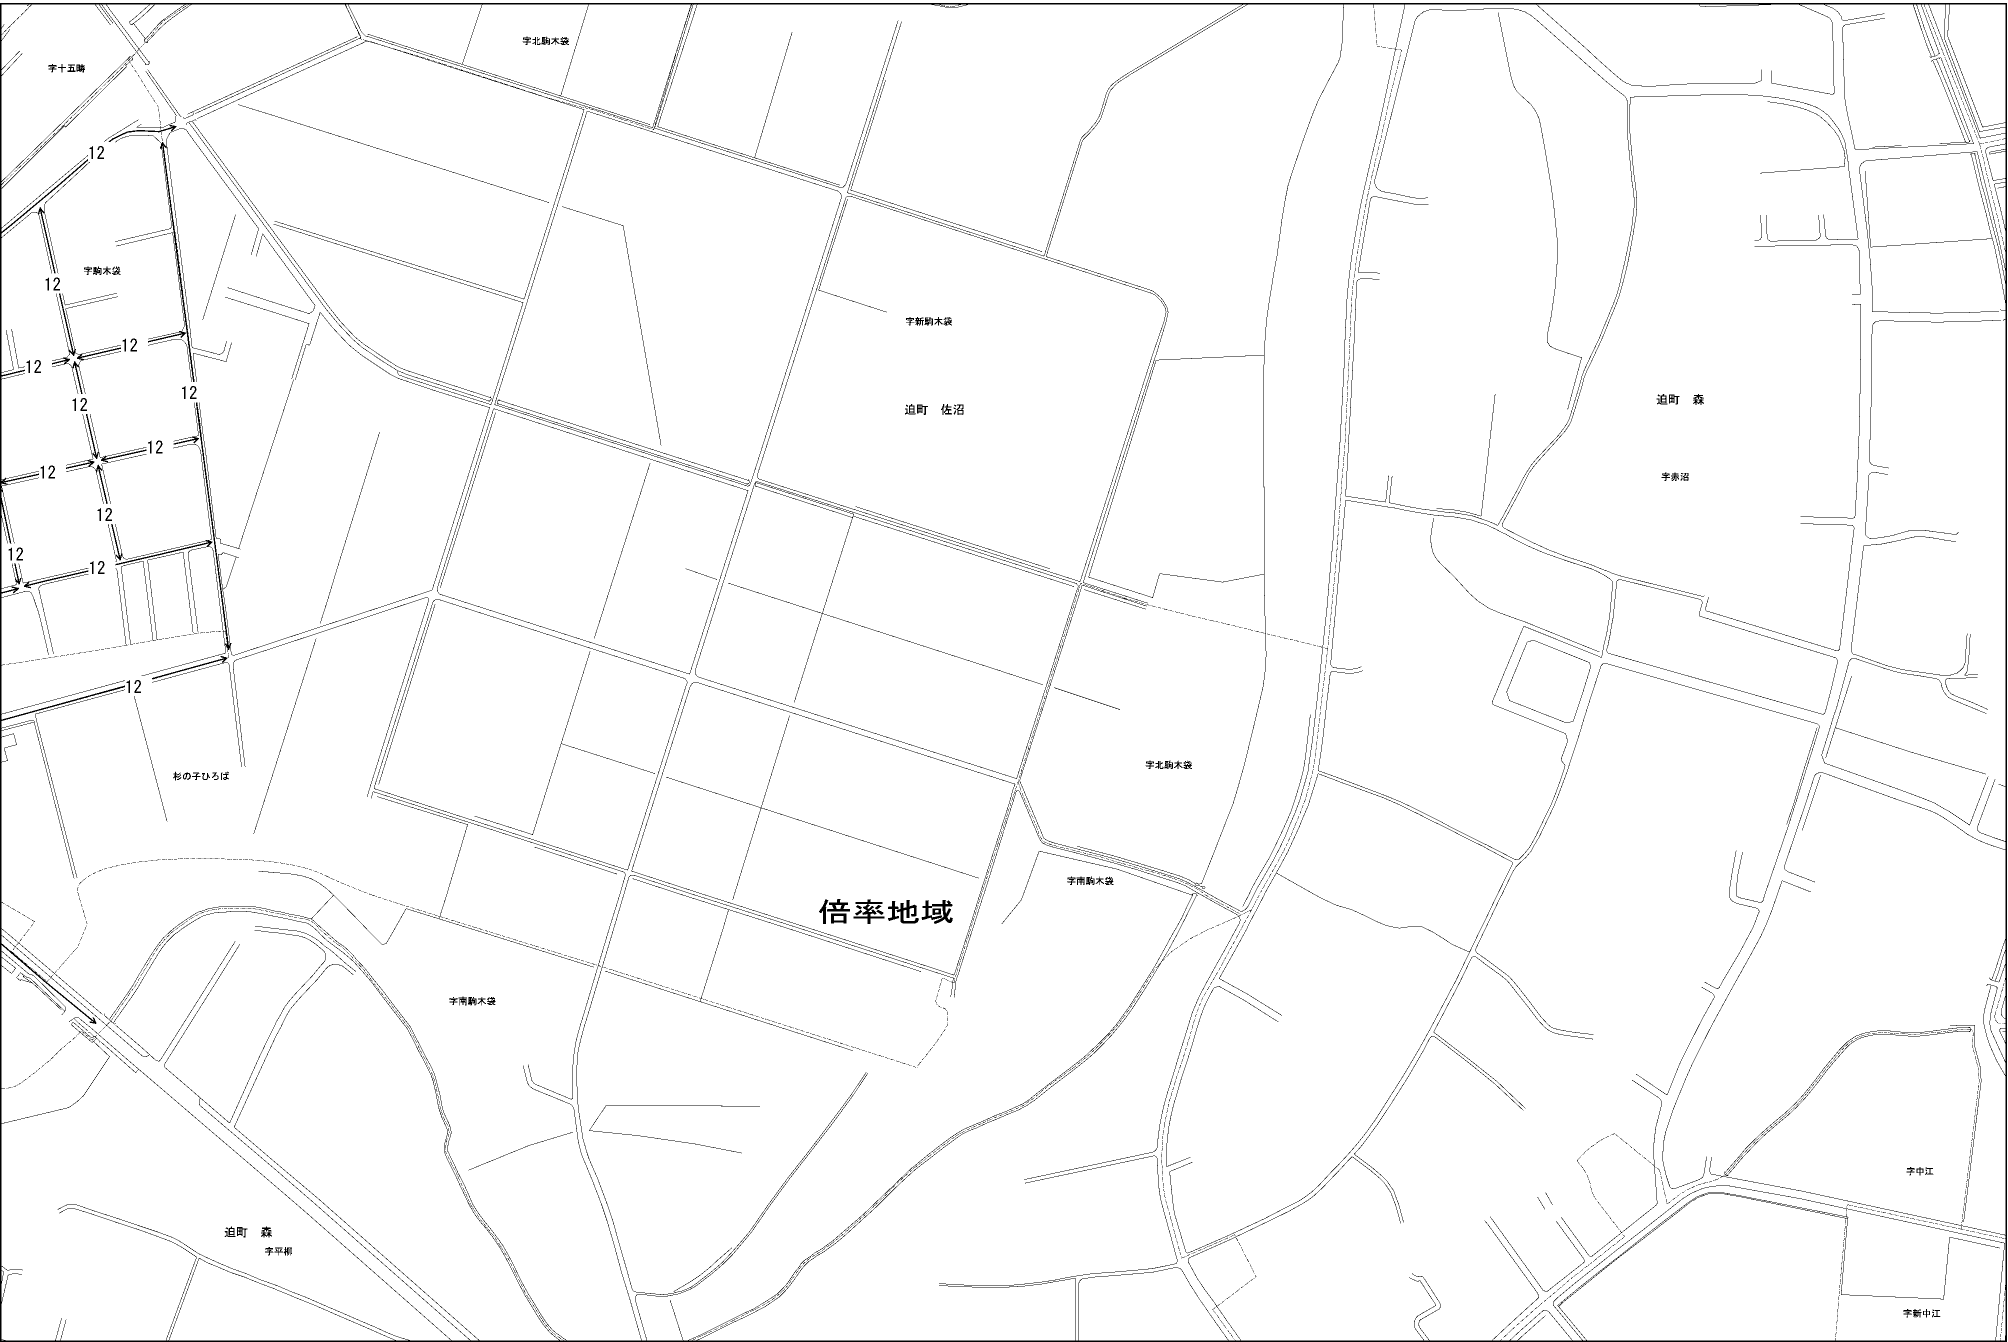 字北駒木袋
字十五畸
12
字駒木袋
12
字新駒木袋
12
12
12
迫町　森
12
迫町　佐沼
12
12
字赤沼
12
12
12
12
字北駒木袋
杉の子ひろば
字南駒木袋
倍率地域
字南駒木袋
字中江
迫町　森
字平柳
字新中江